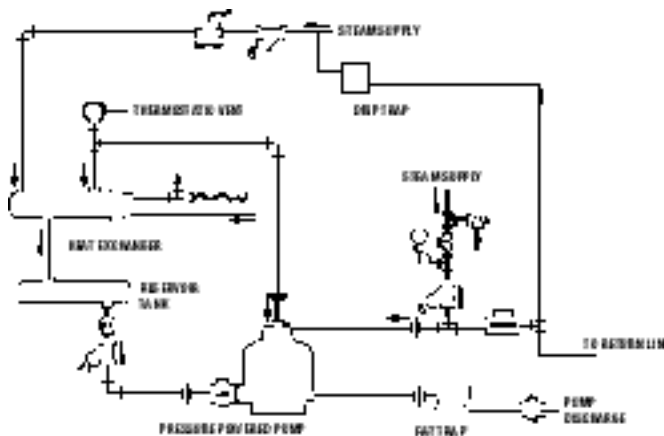 STEAM SUPPLY
THERMOSTATIC VENT
DRIP TRAP
STEAM SUPPLY
HEAT EXCHANGER
RESERVOIR
TANK
TO RETURN LIN
PUMP
DISCHARGE
PRESSURE POWERED PUMP